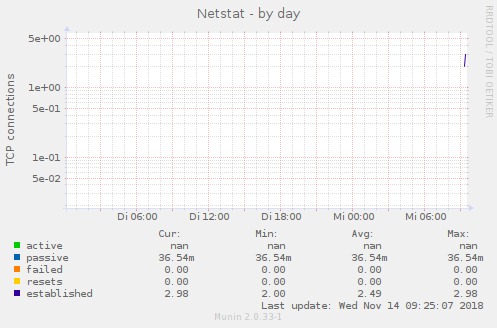 Netstat - by day
RRDTOOL / TOBI OETIKER
TCP connections
5e+00
1e+00
5e-01
1e-01
5e-02
Di 06:00 Di 12:00 Di 18:00 Mi 00:00 Mi 06:00
Cur: Min: Avg: Max:
active nan nan nan nan
passive 36.54m 36.54m 36.54m 36.54m
failed 0.00 0.00 0.00 0.00
resets 0.00 0.00 0.00 0.00
established 2.98 2.00 2.49 2.98
Last update: Wed Nov 14 09:25:07 2018
Munin 2.0.33-1